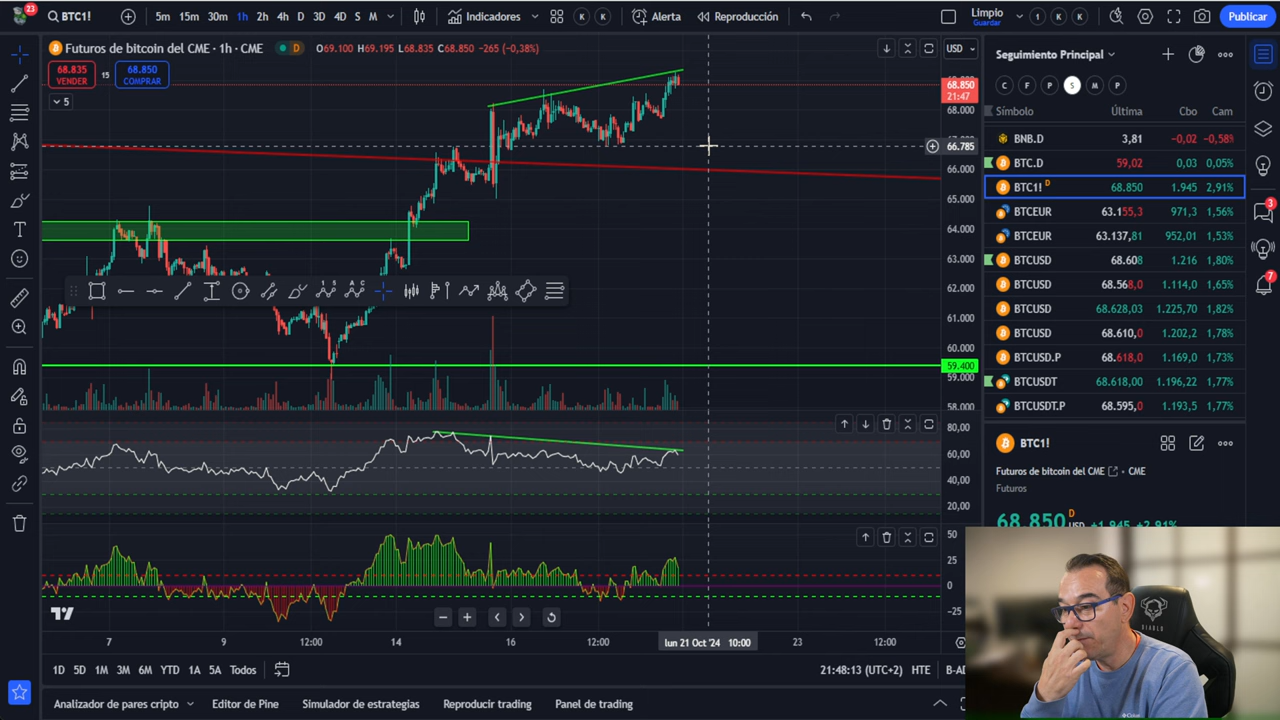 23
BTC1!
5m 15m 30m 1h 2h 4h D 3D 4D S M
Indicadores
K K
Alerta
Reproducción
Limpio
Guardar
1 K K
Publicar
Futuros de bitcoin del CME · 1h · CME
D
O69.100 H69.195 L68.835 C68.850 -265 (-0,38%)
USD
68.835
VENDER
15
68.850
COMPRAR
5
68.850
21:47
68.000
66.785
66.000
65.000
64.000
63.000
62.000
61.000
60.000
59.400
59.000
58.000
80,00
60,00
40,00
20,00
50
25
0
-25
7 9 12:00 14 16 12:00 lun 21 Oct '24 10:00 23 12:00
1D 5D 1M 3M 6M YTD 1A 5A Todos
21:48:13 (UTC+2) HTE B-AD
Analizador de pares cripto
Editor de Pine
Simulador de estrategias
Reproducir trading
Panel de trading
Seguimiento Principal
C F P S M P
Símbolo Última Cbo Cam
BNB.D 3,81 -0,02 -0,58%
BTC.D 59,02 0,03 0,05%
BTC1! D 68.850 1.945 2,91%
BTCEUR 63.155,3 971,3 1,56%
BTCEUR 63.137,81 952,01 1,53%
BTCUSD 68.608 1.216 1,80%
BTCUSD 68.568,0 1.114,0 1,65%
BTCUSD 68.628,03 1.225,70 1,82%
BTCUSD 68.610,0 1.202,2 1,78%
BTCUSD.P 68.618,0 1.169,0 1,73%
BTCUSDT 68.618,00 1.196,22 1,77%
BTCUSDT.P 68.595,0 1.193,5 1,77%
BTC1!
Futuros de bitcoin del CME · CME
Futuros
68.850 D USD +1.945 +2,91%
3
7
DIABLO